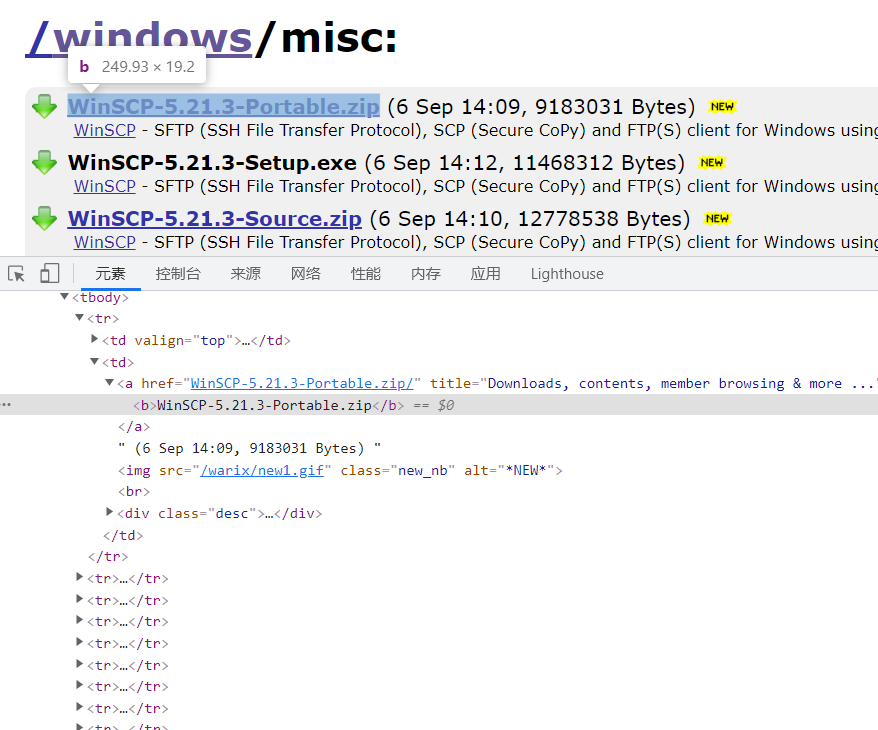 /windows/misc:
b 249.93 × 19.2
WinSCP-5.21.3-Portable.zip (6 Sep 14:09, 9183031 Bytes) NEW
WinSCP - SFTP (SSH File Transfer Protocol), SCP (Secure CoPy) and FTP(S) client for Windows using
WinSCP-5.21.3-Setup.exe (6 Sep 14:12, 11468312 Bytes) NEW
WinSCP - SFTP (SSH File Transfer Protocol), SCP (Secure CoPy) and FTP(S) client for Windows using
WinSCP-5.21.3-Source.zip (6 Sep 14:10, 12778538 Bytes) NEW
WinSCP - SFTP (SSH File Transfer Protocol), SCP (Secure CoPy) and FTP(S) client for Windows using
元素 控制台 来源 网络 性能 内存 应用 Lighthouse
▼<tbody>
▼<tr>
▶<td valign="top">…</td>
▼<td>
▼<a href="WinSCP-5.21.3-Portable.zip/" title="Downloads, contents, member browsing & more ..."
<b>WinSCP-5.21.3-Portable.zip</b> == $0
</a>
" (6 Sep 14:09, 9183031 Bytes) "
<img src="/warix/new1.gif" class="new_nb" alt="*NEW*">
<br>
▶<div class="desc">…</div>
</td>
</tr>
▶<tr>…</tr>
▶<tr>…</tr>
▶<tr>…</tr>
▶<tr>…</tr>
▶<tr>…</tr>
▶<tr>…</tr>
▶<tr>…</tr>
▶<tr>…</tr>